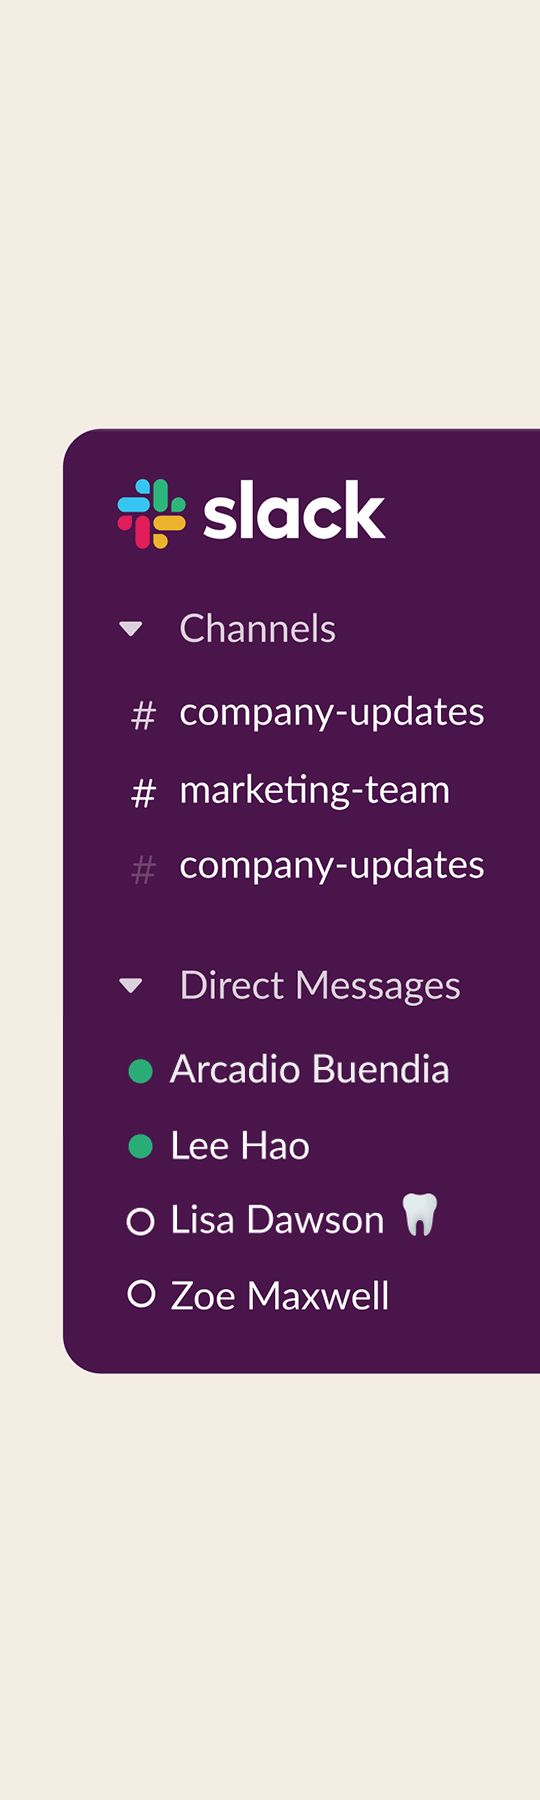 slack
Channels
# company-updates
# marketing-team
# company-updates
Direct Messages
Arcadio Buendia
Lee Hao
Lisa Dawson 🦷
Zoe Maxwell